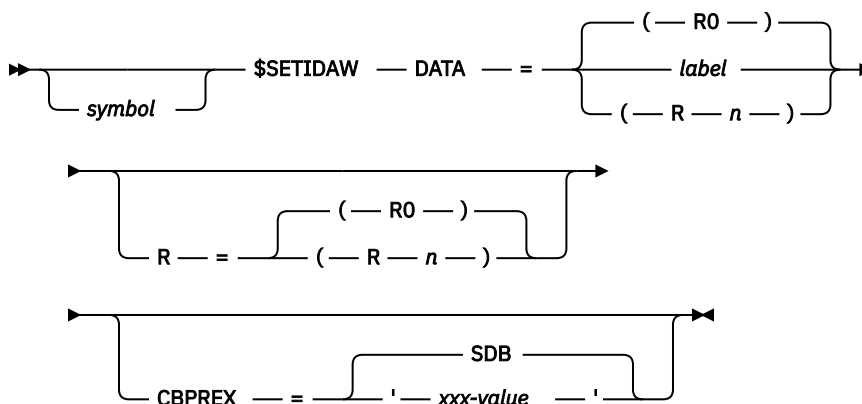 ( R0 )
$SETIDAW DATA = label
symbol
( R n )
( R0 )
R = ( R n )
SDB
CBPREX = ' xxx-value '